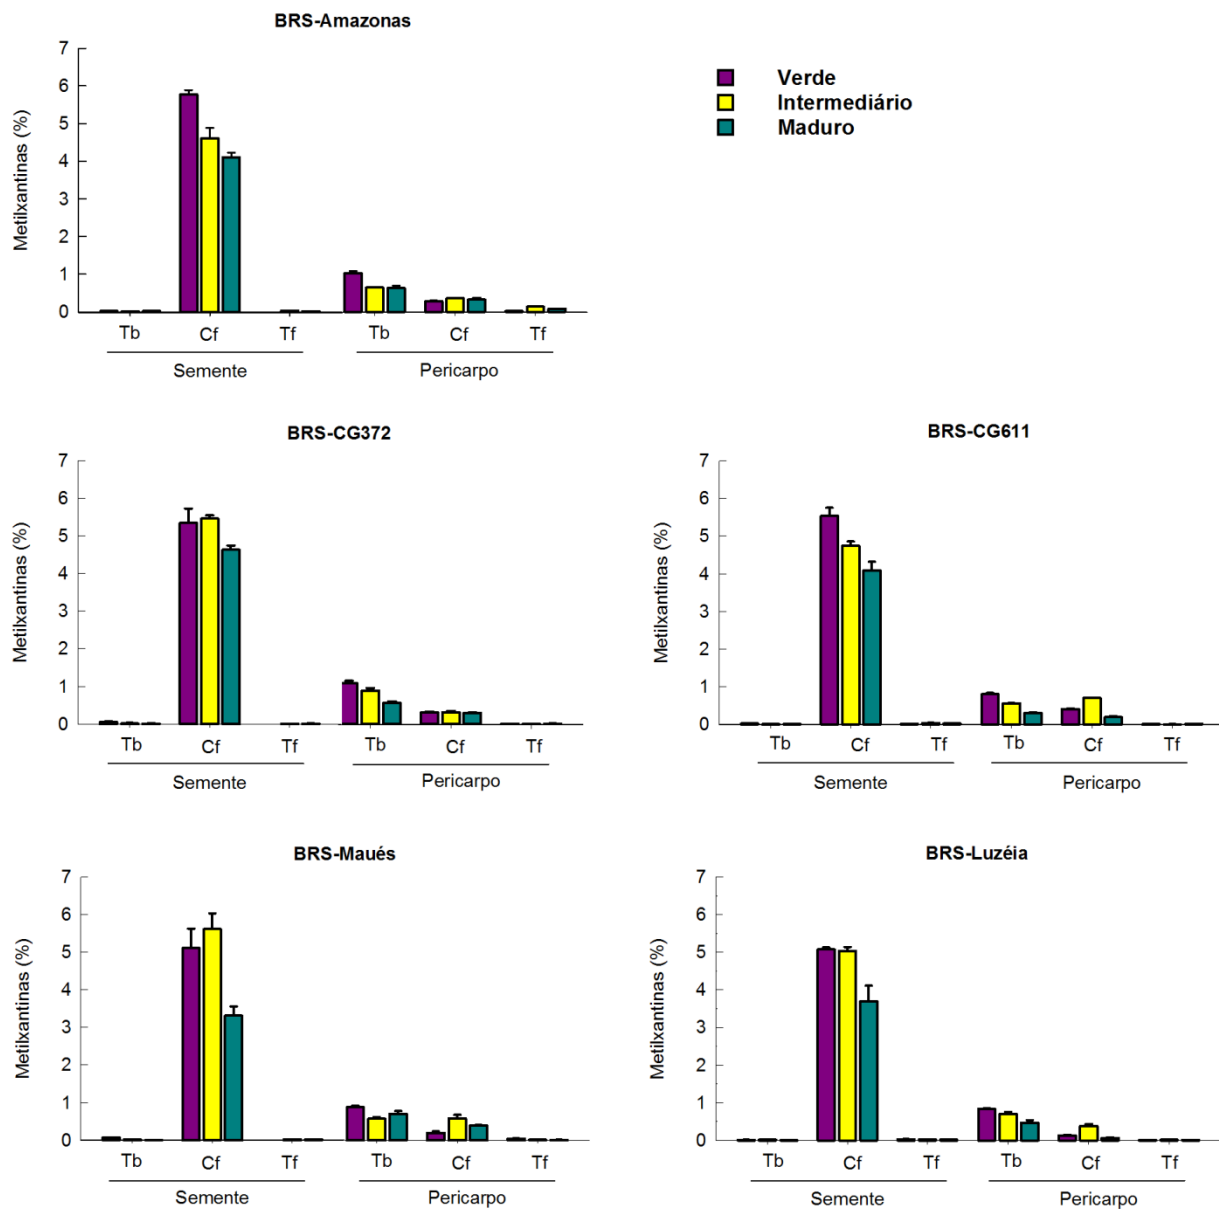 BRS-Amazonas
Metilxantinas (%)
7
6
5
4
3
2
1
0
Tb Cf Tf Tb Cf Tf
Semente Pericarpo
Verde
Intermediário
Maduro
BRS-CG372
Metilxantinas (%)
7
6
5
4
3
2
1
0
Tb Cf Tf Tb Cf Tf
Semente Pericarpo
BRS-CG611
Metilxantinas (%)
7
6
5
4
3
2
1
0
Tb Cf Tf Tb Cf Tf
Semente Pericarpo
BRS-Maués
Metilxantinas (%)
7
6
5
4
3
2
1
0
Tb Cf Tf Tb Cf Tf
Semente Pericarpo
BRS-Luzéia
Metilxantinas (%)
7
6
5
4
3
2
1
0
Tb Cf Tf Tb Cf Tf
Semente Pericarpo